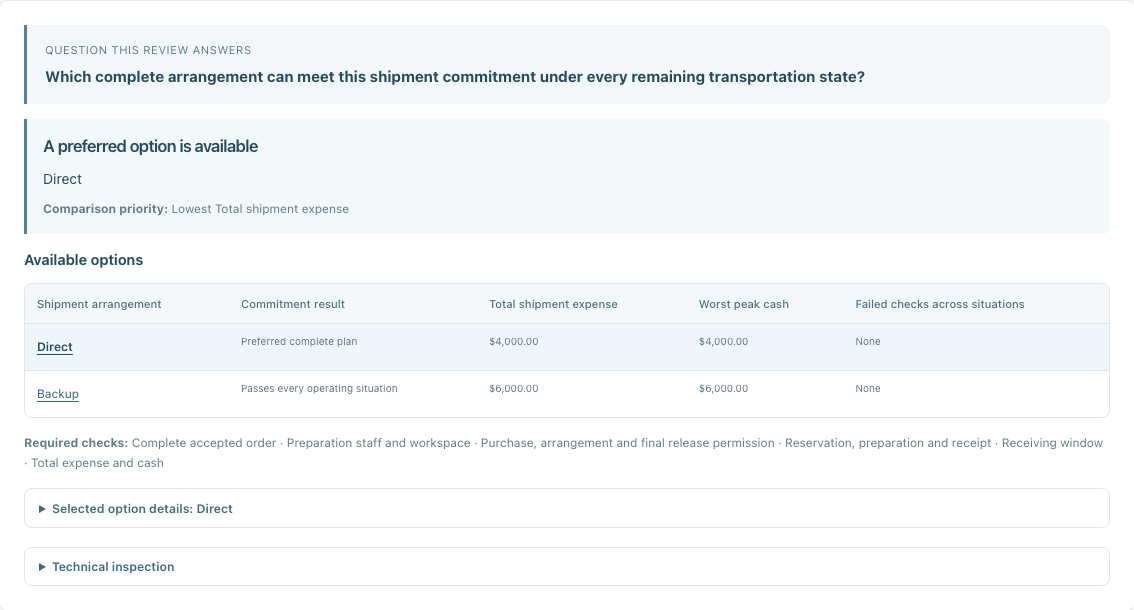 QUESTION THIS REVIEW ANSWERS
Which complete arrangement can meet this shipment commitment under every remaining transportation state?
A preferred option is available
Direct
Comparison priority: Lowest Total shipment expense
Available options
Shipment arrangement Commitment result Total shipment expense Worst peak cash Failed checks across situations
Direct Preferred complete plan $4,000.00 $4,000.00 None
Backup Passes every operating situation $6,000.00 $6,000.00 None
Required checks: Complete accepted order · Preparation staff and workspace · Purchase, arrangement and final release permission · Reservation, preparation and receipt · Receiving window
· Total expense and cash
▶ Selected option details: Direct
▶ Technical inspection